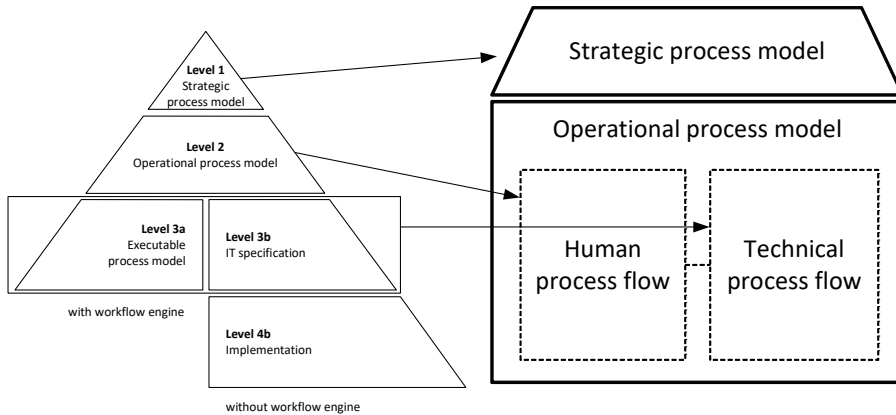 Level 1
Strategic
process model
Level 2
Operational process model
Level 3a
Executable
process model
Level 3b
IT specification
with workflow engine
Level 4b
Implementation
without workflow engine
Strategic process model
Operational process model
Human
process flow
Technical
process flow